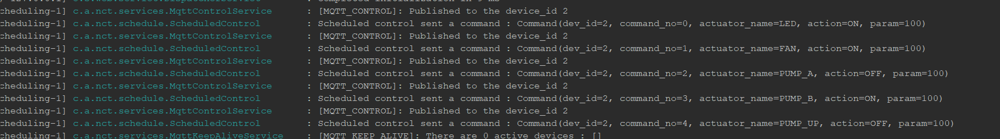 cheduling-1] c.a.nct.services.MqttControlService : [MQTT_CONTROL]: Published to the device_id 2
cheduling-1] c.a.nct.schedule.ScheduledControl : Scheduled control sent a command : Command(dev_id=2, command_no=0, actuator_name=LED, action=ON, param=100)
cheduling-1] c.a.nct.services.MqttControlService : [MQTT_CONTROL]: Published to the device_id 2
cheduling-1] c.a.nct.schedule.ScheduledControl : Scheduled control sent a command : Command(dev_id=2, command_no=1, actuator_name=FAN, action=ON, param=100)
cheduling-1] c.a.nct.services.MqttControlService : [MQTT_CONTROL]: Published to the device_id 2
cheduling-1] c.a.nct.schedule.ScheduledControl : Scheduled control sent a command : Command(dev_id=2, command_no=2, actuator_name=PUMP_A, action=OFF, param=100)
cheduling-1] c.a.nct.services.MqttControlService : [MQTT_CONTROL]: Published to the device_id 2
cheduling-1] c.a.nct.schedule.ScheduledControl : Scheduled control sent a command : Command(dev_id=2, command_no=3, actuator_name=PUMP_B, action=ON, param=100)
cheduling-1] c.a.nct.services.MqttControlService : [MQTT_CONTROL]: Published to the device_id 2
cheduling-1] c.a.nct.schedule.ScheduledControl : Scheduled control sent a command : Command(dev_id=2, command_no=4, actuator_name=PUMP_UP, action=OFF, param=100)
cheduling-1] c.a.nct.services.MqttKeepAliveService : [MQTT_KEEP_ALIVE]: There are 0 active devices : []